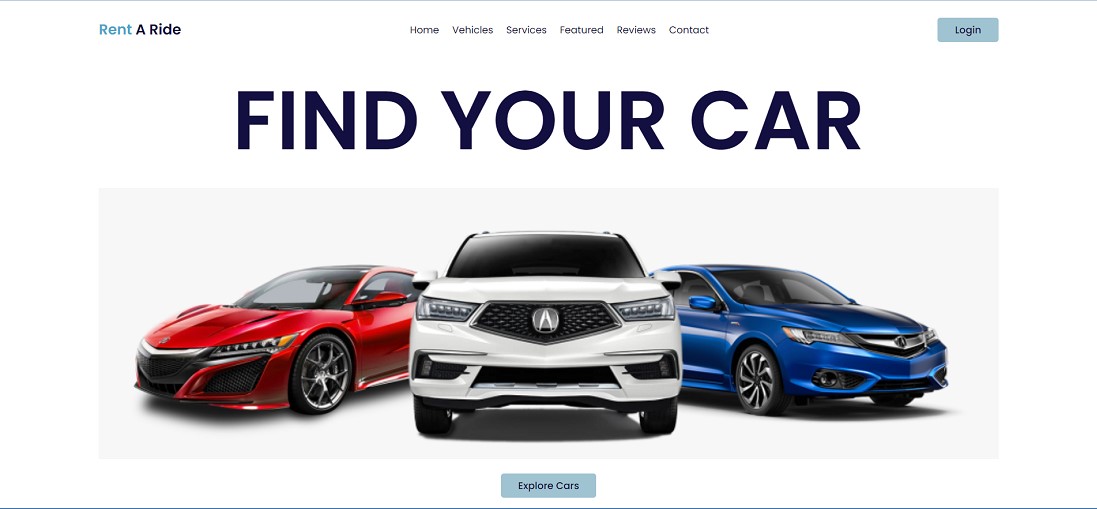 Rent A Ride
Home Vehicles Services Featured Reviews Contact
Login
FIND YOUR CAR
Explore Cars